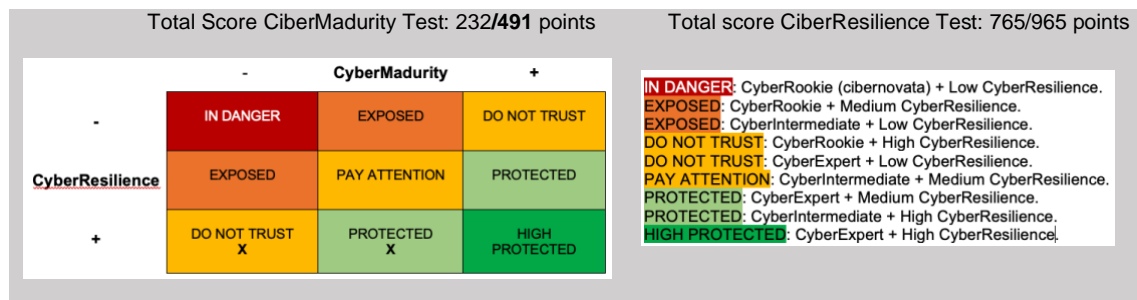 Total Score CiberMadurity Test: 232/491 points
Total score CiberResilience Test: 765/965 points
- CyberMadurity +
- IN DANGER EXPOSED DO NOT TRUST
CyberResilience EXPOSED PAY ATTENTION PROTECTED
+ DO NOT TRUST X PROTECTED X HIGH PROTECTED
IN DANGER: CyberRookie (cibernovata) + Low CyberResilience.
EXPOSED: CyberRookie + Medium CyberResilience.
EXPOSED: CyberIntermediate + Low CyberResilience.
DO NOT TRUST: CyberRookie + High CyberResilience.
DO NOT TRUST: CyberExpert + Low CyberResilience.
PAY ATTENTION: CyberIntermediate + Medium CyberResilience.
PROTECTED: CyberExpert + Medium CyberResilience.
PROTECTED: CyberIntermediate + High CyberResilience.
HIGH PROTECTED: CyberExpert + High CyberResilience.